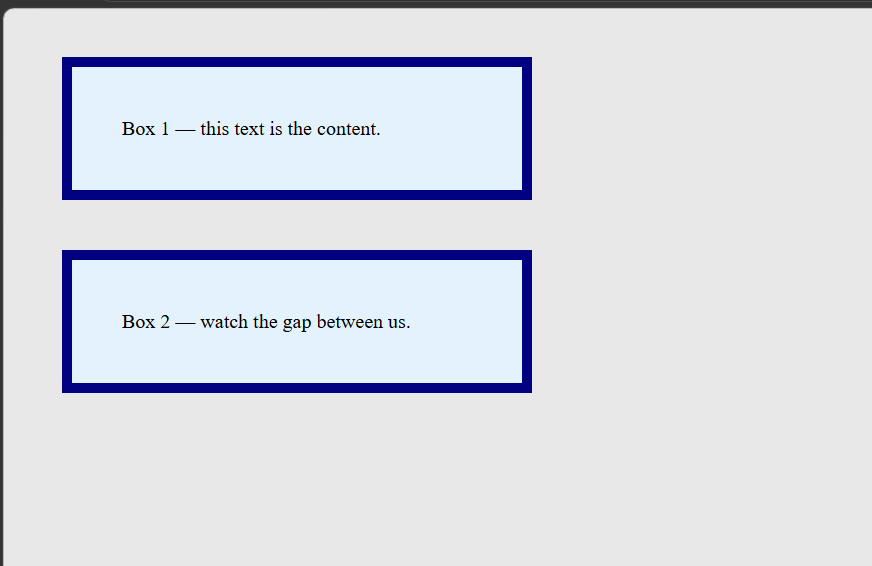 Box 1 — this text is the content.
Box 2 — watch the gap between us.